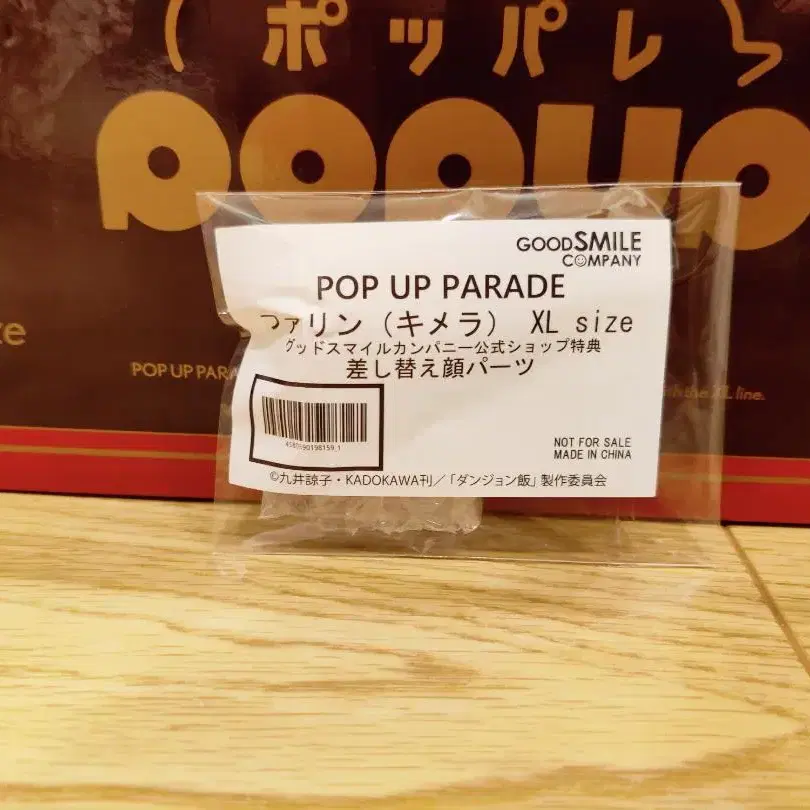 ポッパレ
POPUP
GOODSMILE
COMPANY
POP UP PARADE
ファリン（キメラ） XL size
グッドスマイルカンパニー公式ショップ特典
差し替え顔パーツ
POP UP PARA
the XL line.
NOT FOR SALE
MADE IN CHINA
©九井諒子・KADOKAWA刊／「ダンジョン飯」製作委員会